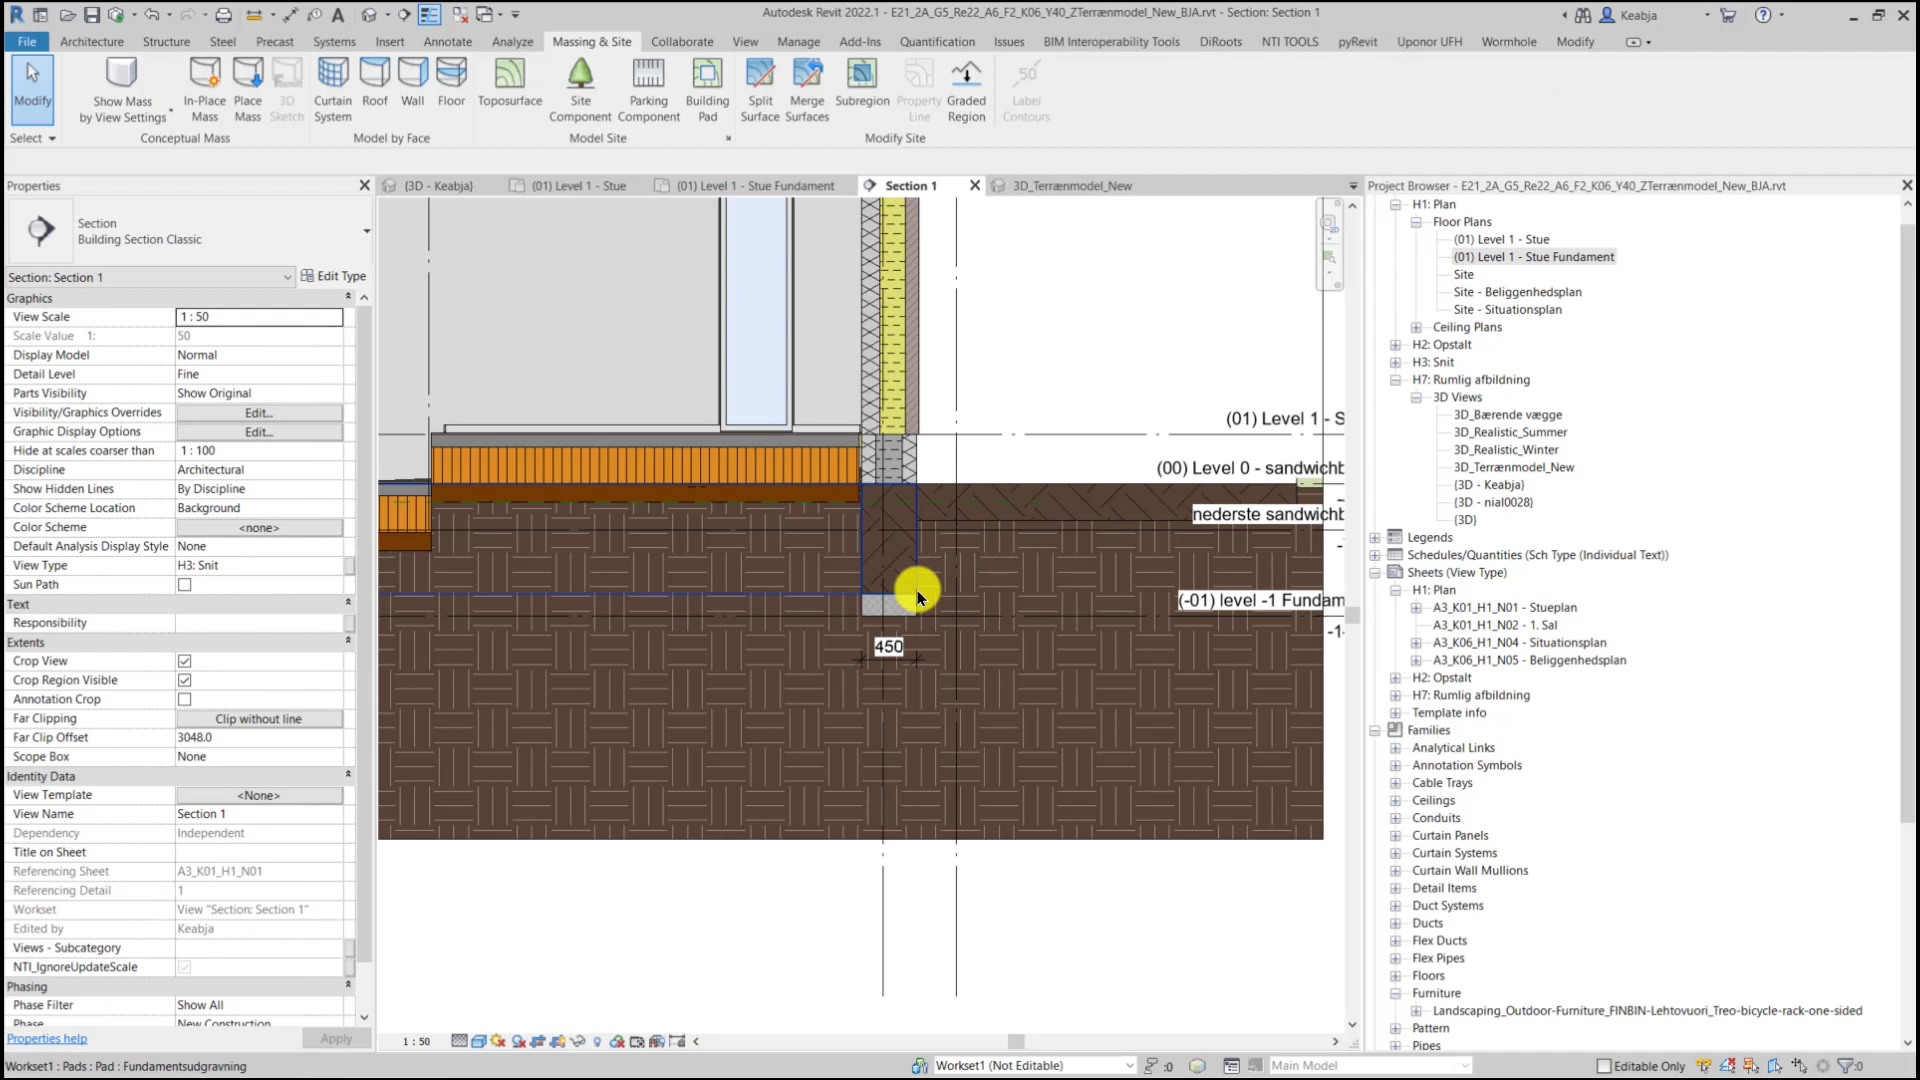 Autodesk Revit 2022.1 - E21_2A_G5_Re22_A6_F2_K06_Y40_ZTerrænmodel_New_BJA.rvt - Section: Section 1
Keabja
File Architecture Structure Steel Precast Systems Insert Annotate Analyze Massing & Site Collaborate View Manage Add-Ins Quantification Issues BIM Interoperability Tools DiRoots NTI TOOLS pyRevit Uponor UFH Wormhole Modify
Modify
Show Mass by View Settings
In-Place Mass
Place Mass
3D Sketch
Curtain System
Roof
Wall
Floor
Toposurface
Site Component
Parking Component
Building Pad
Split Surface
Merge Surfaces
Subregion
Property Line
Graded Region
50
Label Contours
Select
Conceptual Mass
Model by Face
Model Site
Modify Site
Properties
{3D - Keabja}
(01) Level 1 - Stue
(01) Level 1 - Stue Fundament
Section 1
3D_Terrænmodel_New
Project Browser - E21_2A_G5_Re22_A6_F2_K06_Y40_ZTerrænmodel_New_BJA.rvt
Section
Building Section Classic
Section: Section 1
Edit Type
Graphics
View Scale 1 : 50
Scale Value 1: 50
Display Model Normal
Detail Level Fine
Parts Visibility Show Original
Visibility/Graphics Overrides Edit...
Graphic Display Options Edit...
Hide at scales coarser than 1 : 100
Discipline Architectural
Show Hidden Lines By Discipline
Color Scheme Location Background
Color Scheme <none>
Default Analysis Display Style None
View Type H3: Snit
Sun Path
Text
Responsibility
Extents
Crop View
Crop Region Visible
Annotation Crop
Far Clipping Clip without line
Far Clip Offset 3048.0
Scope Box None
Identity Data
View Template <None>
View Name Section 1
Dependency Independent
Title on Sheet
Referencing Sheet A3_K01_H1_N01
Referencing Detail 1
Workset View "Section: Section 1"
Edited by Keabja
Views - Subcategory
NTI_IgnoreUpdateScale
Phasing
Phase Filter Show All
Phase New Construction
Properties help
Apply
(01) Level 1 - S
(00) Level 0 - sandwichb
nederste sandwichb
(-01) level -1 Fundam
-1
450
H1: Plan
Floor Plans
(01) Level 1 - Stue
(01) Level 1 - Stue Fundament
Site
Site - Beliggenhedsplan
Site - Situationsplan
Ceiling Plans
H2: Opstalt
H3: Snit
H7: Rumlig afbildning
3D Views
3D_Bærende vægge
3D_Realistic_Summer
3D_Realistic_Winter
3D_Terrænmodel_New
{3D - Keabja}
{3D - nial0028}
{3D}
Legends
Schedules/Quantities (Sch Type (Individual Text))
Sheets (View Type)
H1: Plan
A3_K01_H1_N01 - Stueplan
A3_K01_H1_N02 - 1. Sal
A3_K06_H1_N04 - Situationsplan
A3_K06_H1_N05 - Beliggenhedsplan
H2: Opstalt
H7: Rumlig afbildning
Template info
Families
Analytical Links
Annotation Symbols
Cable Trays
Ceilings
Conduits
Curtain Panels
Curtain Systems
Curtain Wall Mullions
Detail Items
Duct Systems
Ducts
Flex Ducts
Flex Pipes
Floors
Furniture
Landscaping_Outdoor-Furniture_FINBIN-Lehtovuori_Treo-bicycle-rack-one-sided
Pattern
Pipes
1 : 50
Workset1 : Pads : Pad : Fundamentsudgravning
Workset1 (Not Editable)
:0
Main Model
Editable Only
:0